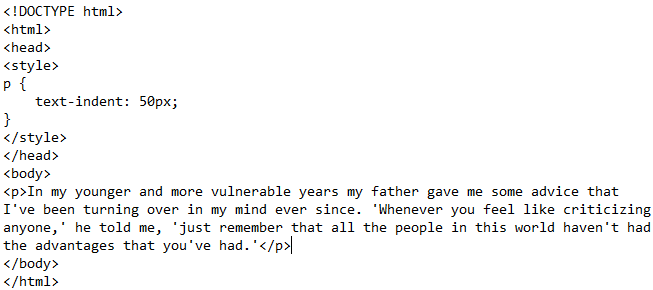 <!DOCTYPE html>
<html>
<head>
<style>
p {
    text-indent: 50px;
}
</style>
</head>
<body>
<p>In my younger and more vulnerable years my father gave me some advice that
I've been turning over in my mind ever since. 'Whenever you feel like criticizing
anyone,' he told me, 'just remember that all the people in this world haven't had
the advantages that you've had.'</p>
</body>
</html>